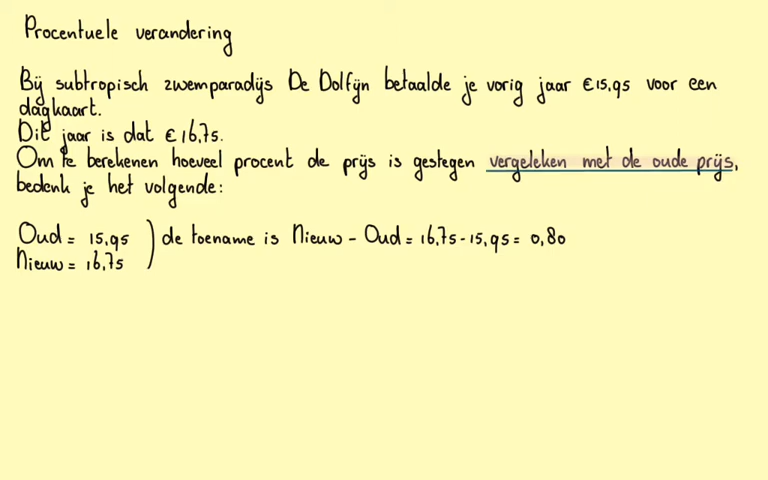 Procentuele verandering
Bij subtropisch zwemparadijs De Dolfijn betaalde je vorig jaar €15,95 voor een
dagkaart.
Dit jaar is dat €16,75.
Om te berekenen hoeveel procent de prijs is gestegen vergeleken met de oude prijs,
bedenk je het volgende:
Oud = 15,95 ) de toename is Nieuw - Oud = 16,75 - 15,95 = 0,80
Nieuw = 16,75